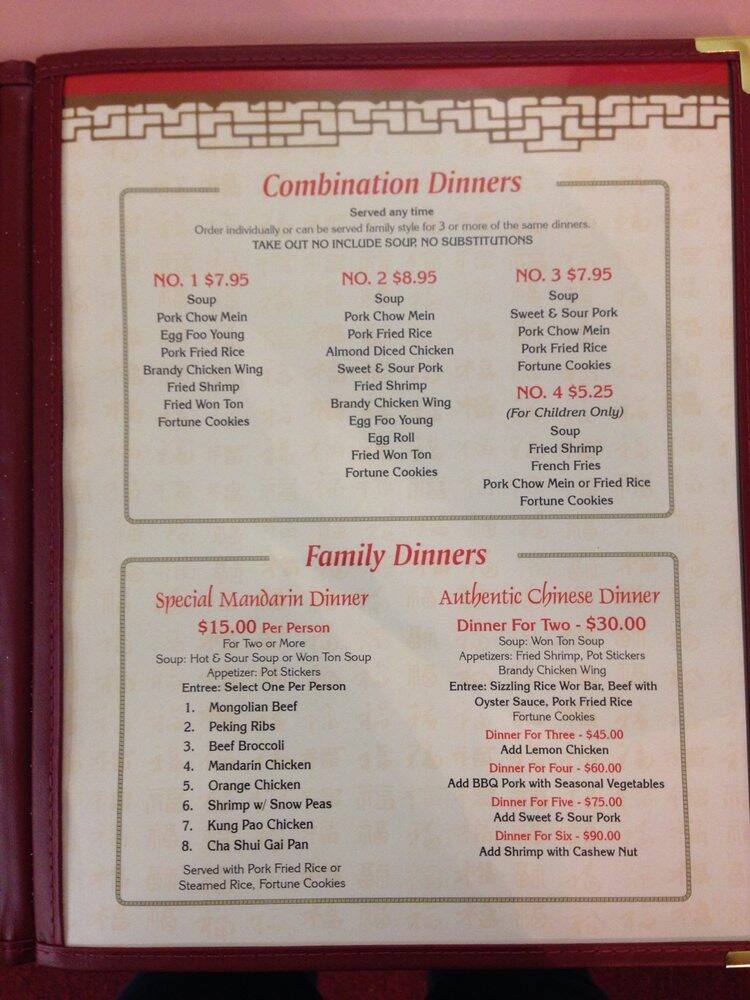 Combination Dinners
Served any time
Order individually or can be served family style for 3 or more of the same dinners.
TAKE OUT NO INCLUDE SOUP, NO SUBSTITUTIONS
NO. 1 $7.95
Soup
Pork Chow Mein
Egg Foo Young
Pork Fried Rice
Brandy Chicken Wing
Fried Shrimp
Fried Won Ton
Fortune Cookies
NO. 2 $8.95
Soup
Pork Chow Mein
Pork Fried Rice
Almond Diced Chicken
Sweet & Sour Pork
Fried Shrimp
Brandy Chicken Wing
Egg Foo Young
Egg Roll
Fried Won Ton
Fortune Cookies
NO. 3 $7.95
Soup
Sweet & Sour Pork
Pork Chow Mein
Pork Fried Rice
Fortune Cookies
NO. 4 $5.25
(For Children Only)
Soup
Fried Shrimp
French Fries
Pork Chow Mein or Fried Rice
Fortune Cookies
Family Dinners
Special Mandarin Dinner
$15.00 Per Person
For Two or More
Soup: Hot & Sour Soup or Won Ton Soup
Appetizer: Pot Stickers
Entree: Select One Per Person
1. Mongolian Beef
2. Peking Ribs
3. Beef Broccoli
4. Mandarin Chicken
5. Orange Chicken
6. Shrimp w/ Snow Peas
7. Kung Pao Chicken
8. Cha Shui Gai Pan
Served with Pork Fried Rice or
Steamed Rice, Fortune Cookies
Authentic Chinese Dinner
Dinner For Two - $30.00
Soup: Won Ton Soup
Appetizers: Fried Shrimp, Pot Stickers
Brandy Chicken Wing
Entree: Sizzling Rice Wor Bar, Beef with
Oyster Sauce, Pork Fried Rice
Fortune Cookies
Dinner For Three - $45.00
Add Lemon Chicken
Dinner For Four - $60.00
Add BBQ Pork with Seasonal Vegetables
Dinner For Five - $75.00
Add Sweet & Sour Pork
Dinner For Six - $90.00
Add Shrimp with Cashew Nut